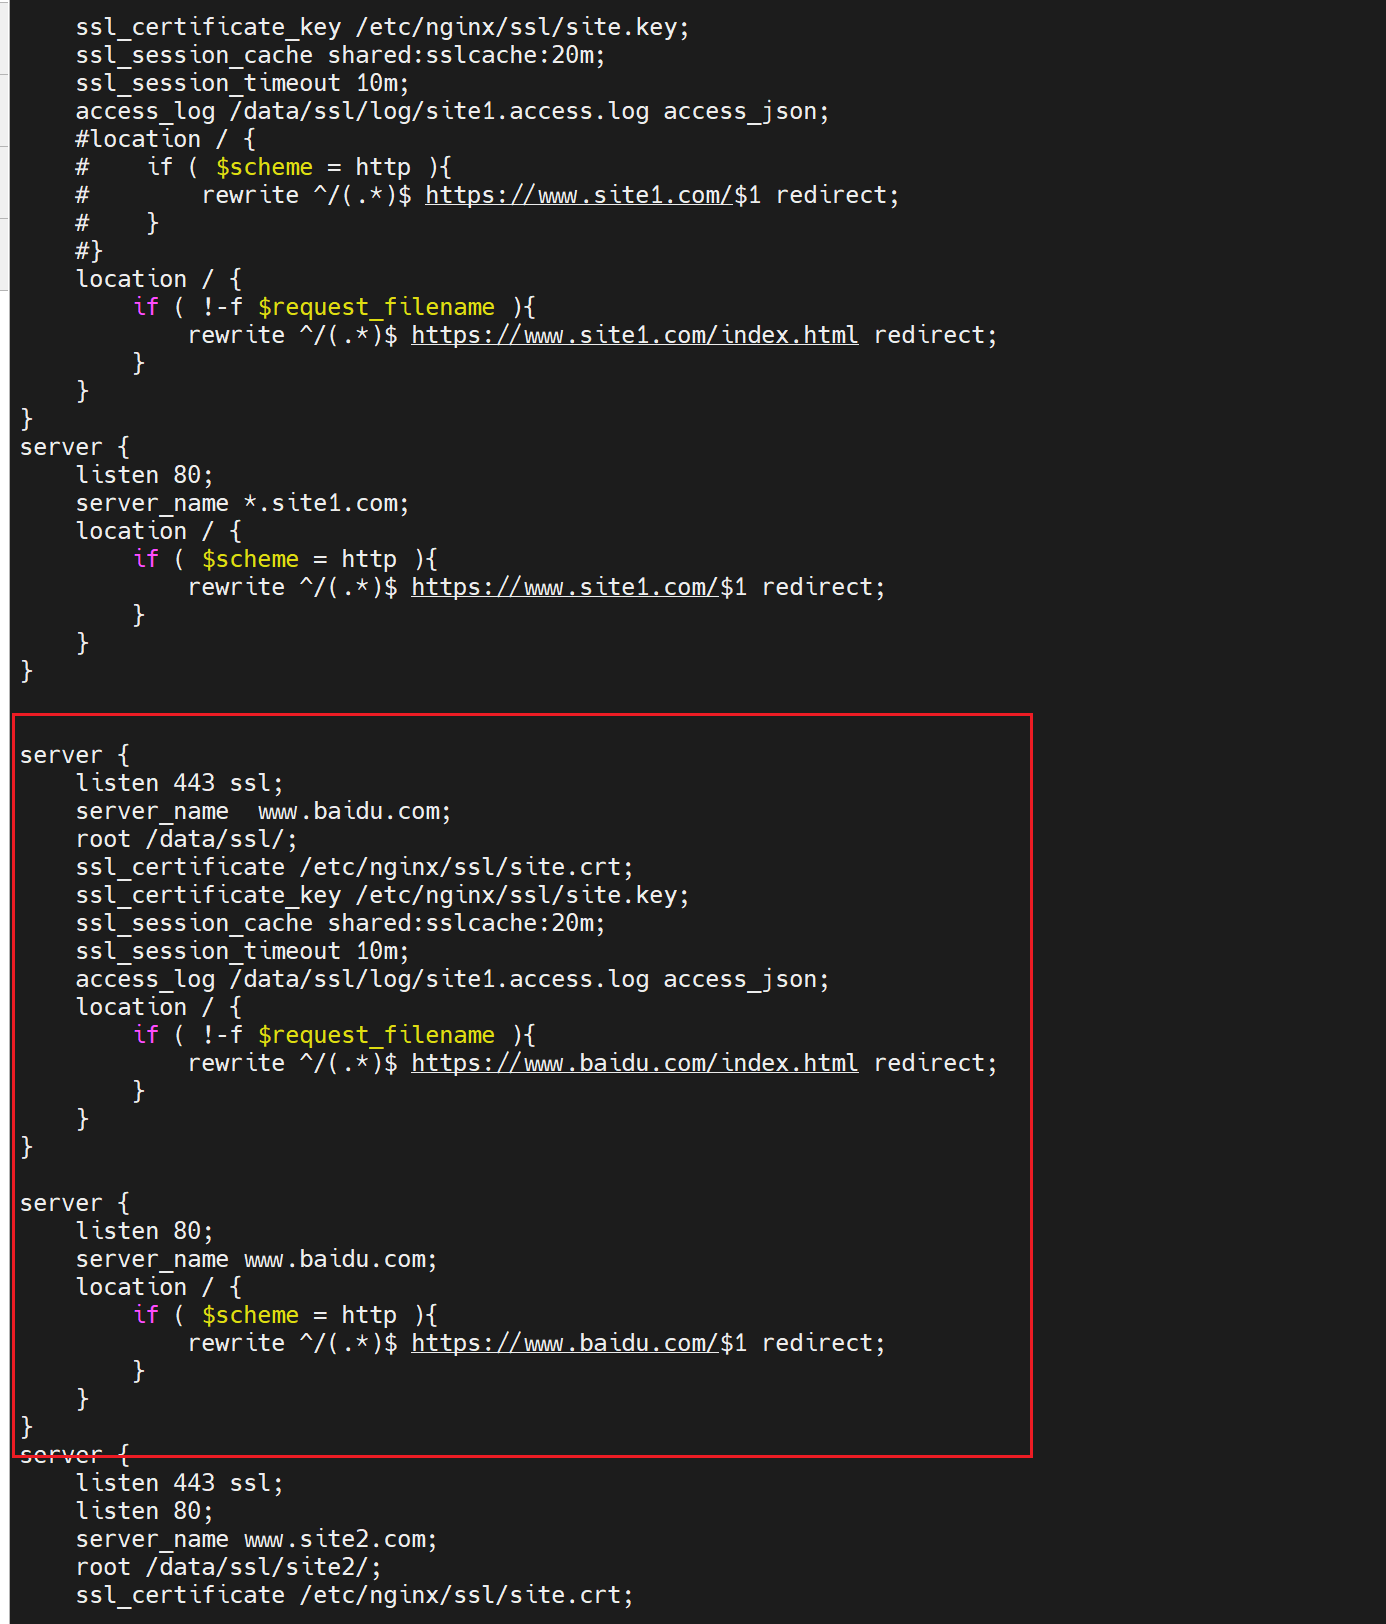 ssl_certificate_key /etc/nginx/ssl/site.key;
ssl_session_cache shared:sslcache:20m;
ssl_session_timeout 10m;
access_log /data/ssl/log/site1.access.log access_json;
#location / {
#    if ( $scheme = http ){
#        rewrite ^/(.*)$ https://www.site1.com/$1 redirect;
#    }
#}
location / {
if ( !-f $request_filename ){
rewrite ^/(.*)$ https://www.site1.com/index.html redirect;
}
}
}
server {
listen 80;
server_name *.site1.com;
location / {
if ( $scheme = http ){
rewrite ^/(.*)$ https://www.site1.com/$1 redirect;
}
}
}
server {
listen 443 ssl;
server_name  www.baidu.com;
root /data/ssl/;
ssl_certificate /etc/nginx/ssl/site.crt;
ssl_certificate_key /etc/nginx/ssl/site.key;
ssl_session_cache shared:sslcache:20m;
ssl_session_timeout 10m;
access_log /data/ssl/log/site1.access.log access_json;
location / {
if ( !-f $request_filename ){
rewrite ^/(.*)$ https://www.baidu.com/index.html redirect;
}
}
}
server {
listen 80;
server_name www.baidu.com;
location / {
if ( $scheme = http ){
rewrite ^/(.*)$ https://www.baidu.com/$1 redirect;
}
}
}
server {
listen 443 ssl;
listen 80;
server_name www.site2.com;
root /data/ssl/site2/;
ssl_certificate /etc/nginx/ssl/site.crt;